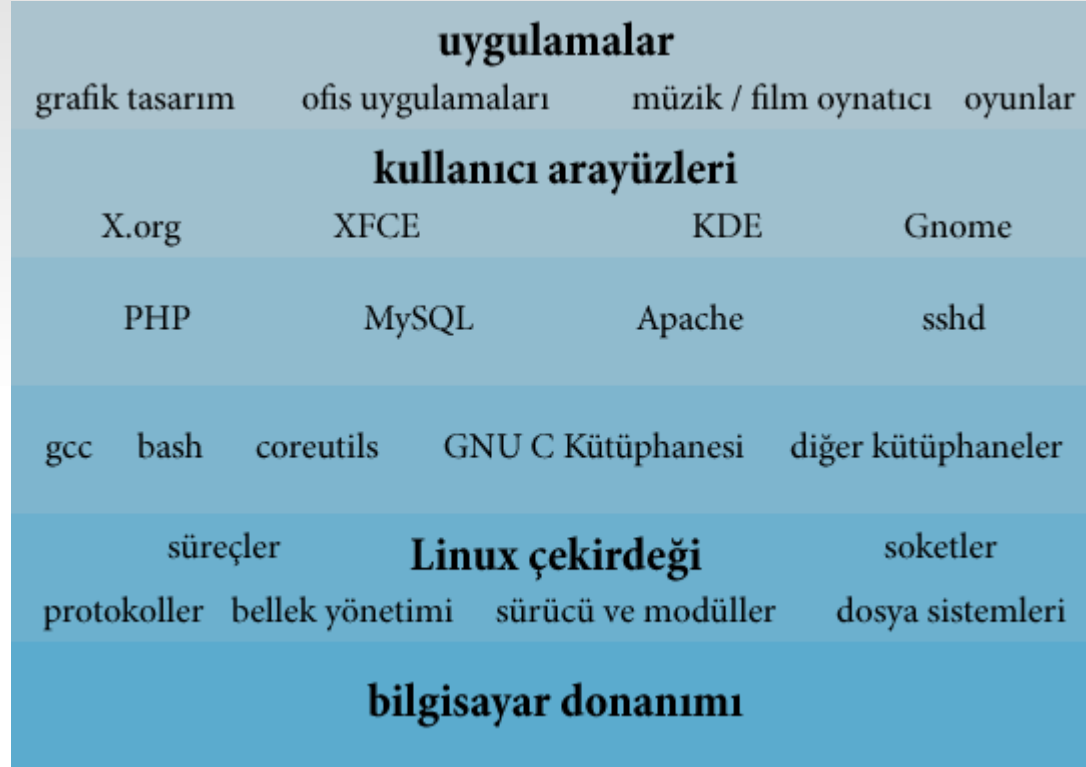 uygulamalar
grafik tasarım ofis uygulamaları müzik / film oynatıcı oyunlar
kullanıcı arayüzleri
X.org XFCE KDE Gnome
PHP MySQL Apache sshd
gcc bash coreutils GNU C Kütüphanesi diğer kütüphaneler
süreçler Linux çekirdeği soketler
protokoller bellek yönetimi sürücü ve modüller dosya sistemleri
bilgisayar donanımı